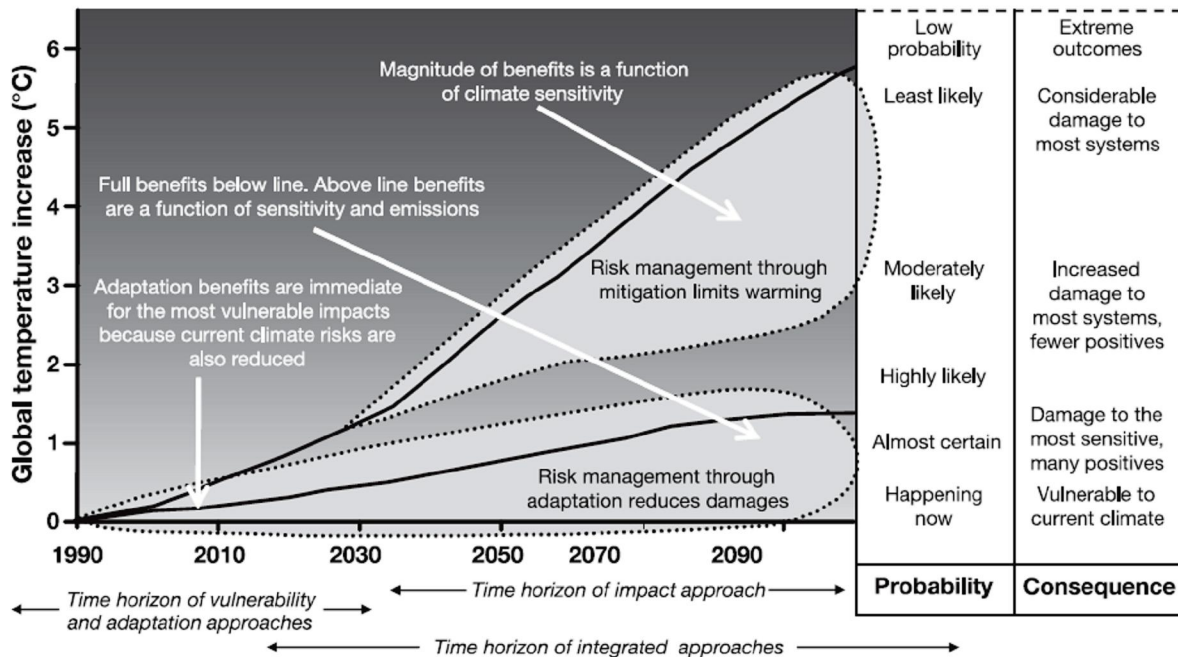 Global temperature increase (°C)
6
5
4
3
2
1
0
Magnitude of benefits is a function
of climate sensitivity
Full benefits below line. Above line benefits
are a function of sensitivity and emissions
Adaptation benefits are immediate
for the most vulnerable impacts
because current climate risks are
also reduced
Risk management through
mitigation limits warming
Risk management through
adaptation reduces damages
1990
2010
2030
2050
2070
2090
Time horizon of vulnerability
and adaptation approaches
Time horizon of impact approach
Time horizon of integrated approaches
Low
probability
Least likely
Moderately
likely
Highly likely
Almost certain
Happening
now
Probability
Extreme
outcomes
Considerable
damage to
most systems
Increased
damage to
most systems,
fewer positives
Damage to the
most sensitive,
many positives
Vulnerable to
current climate
Consequence